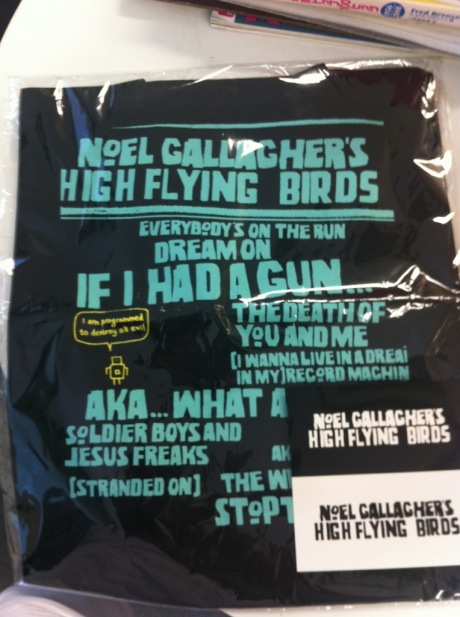 NOEL GALLAGHER'S
HIGH FLYING BIRDS
EVERYBODY'S ON THE RUN
DREAM ON
IF I HAD A GUN...
THE DEATH OF
YOU AND ME
I am programmed
to destroy all evil
(I WANNA LIVE IN A DREA
IN MY) RECORD MACHIN
AKA... WHAT A
SOLDIER BOYS AND
JESUS FREAKS
AK
[STRANDED ON]
THE W
STOP T
NOEL GALLAGHER'S
HIGH FLYING BIRDS
NOEL GALLAGHER'S
HIGH FLYING BIRDS